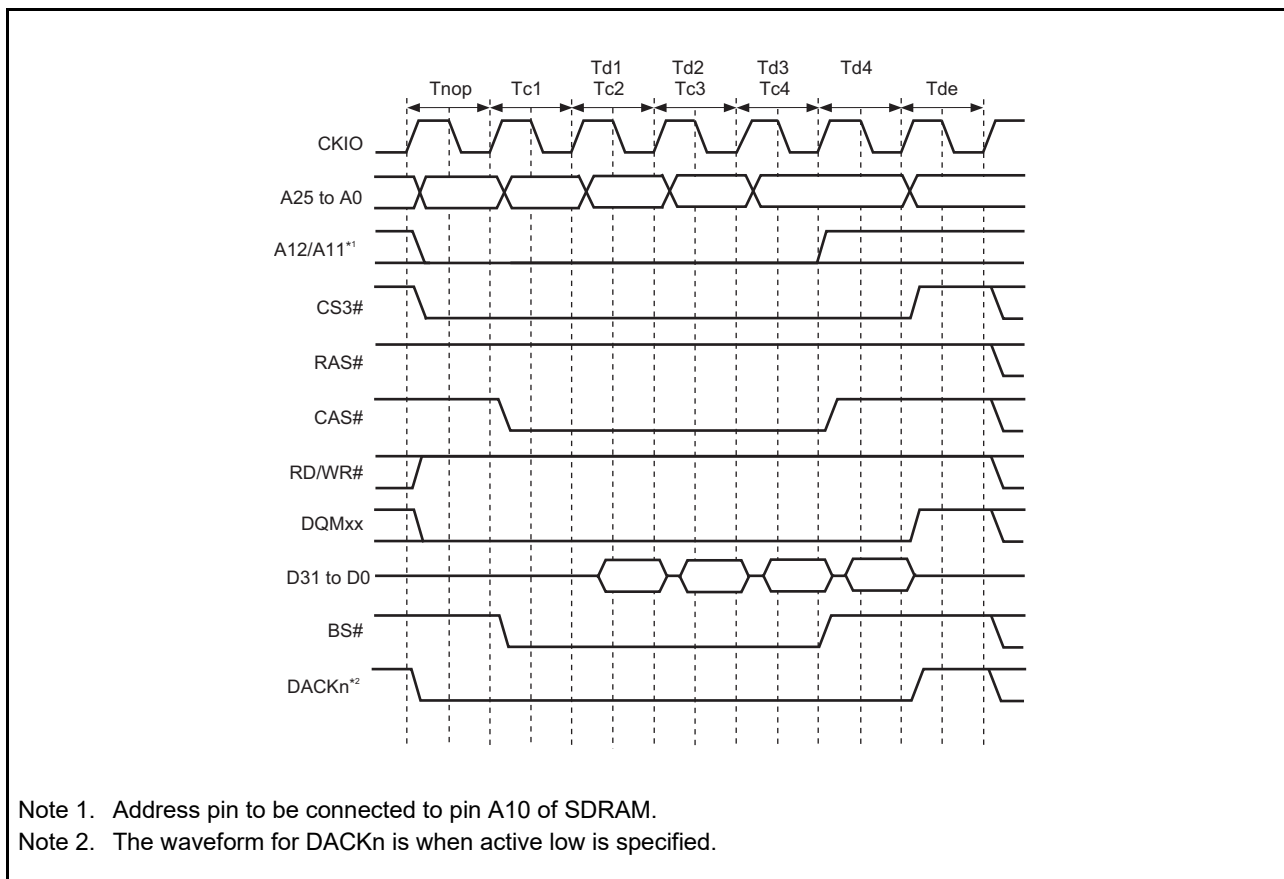 Td1 Td2 Td3 Td4
Tnop Tc1 Tc2 Tc3 Tc4 Tde
CKIO
A25 to A0
A12/A11*1
CS3#
RAS#
CAS#
RD/WR#
DQMxx
D31 to D0
BS#
DACKn*2
Note 1. Address pin to be connected to pin A10 of SDRAM.
Note 2. The waveform for DACKn is when active low is specified.